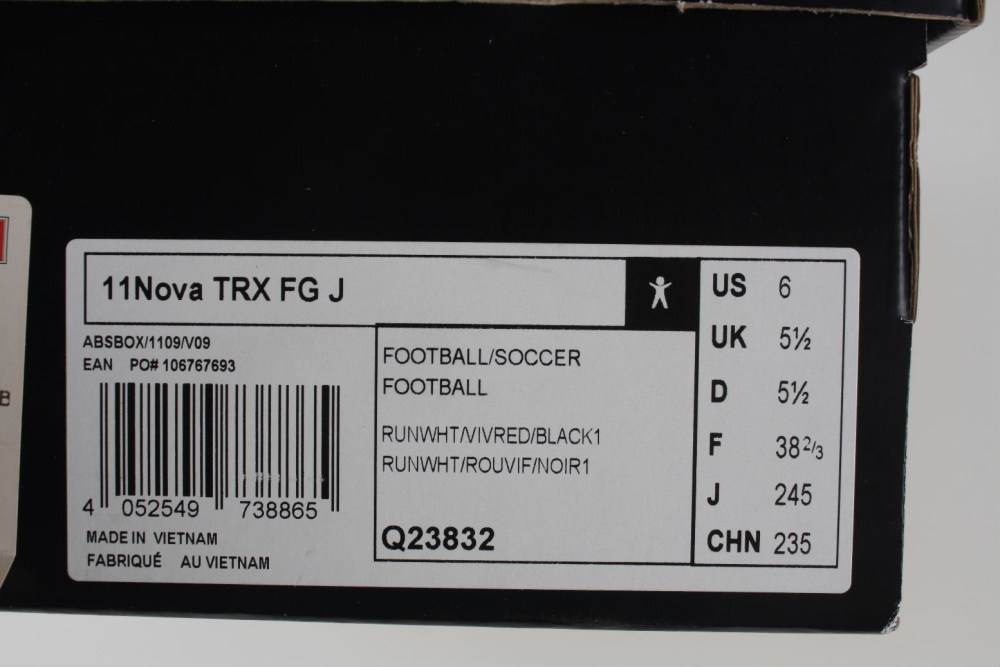 11Nova TRX FG J
ABSBOX/1109/V09
EAN PO# 106767693
4 052549 738865
MADE IN VIETNAM
FABRIQUÉ AU VIETNAM
FOOTBALL/SOCCER
FOOTBALL
RUNWHT/VIVRED/BLACK1
RUNWHT/ROUVIF/NOIR1
Q23832
US 6
UK 5½
D 5½
F 38 2/3
J 245
CHN 235
B